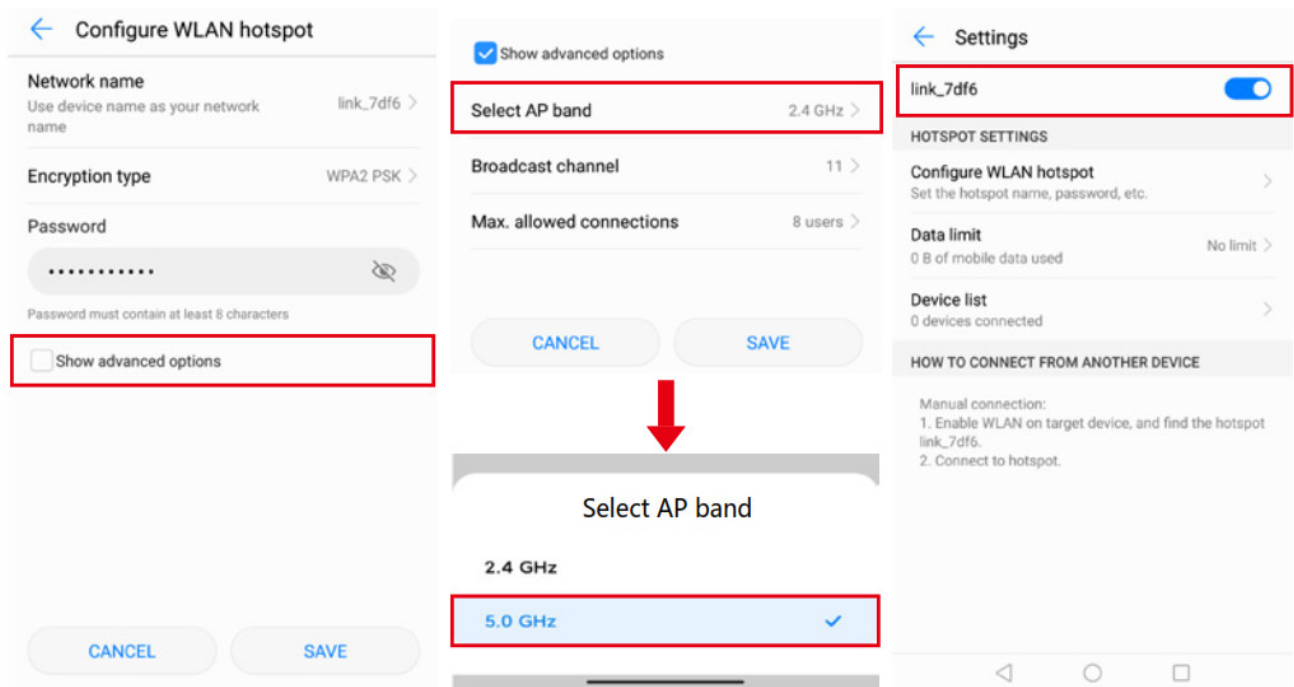 Configure WLAN hotspot
Network name
Use device name as your network
name
link_7df6
Encryption type
WPA2 PSK
Password
•••••••••••
Password must contain at least 8 characters
Show advanced options
CANCEL
SAVE
Show advanced options
Select AP band
2.4 GHz
Broadcast channel
11
Max. allowed connections
8 users
CANCEL
SAVE
Select AP band
2.4 GHz
5.0 GHz
Settings
link_7df6
HOTSPOT SETTINGS
Configure WLAN hotspot
Set the hotspot name, password, etc.
Data limit
0 B of mobile data used
No limit
Device list
0 devices connected
HOW TO CONNECT FROM ANOTHER DEVICE
Manual connection:
1. Enable WLAN on target device, and find the hotspot
link_7df6.
2. Connect to hotspot.